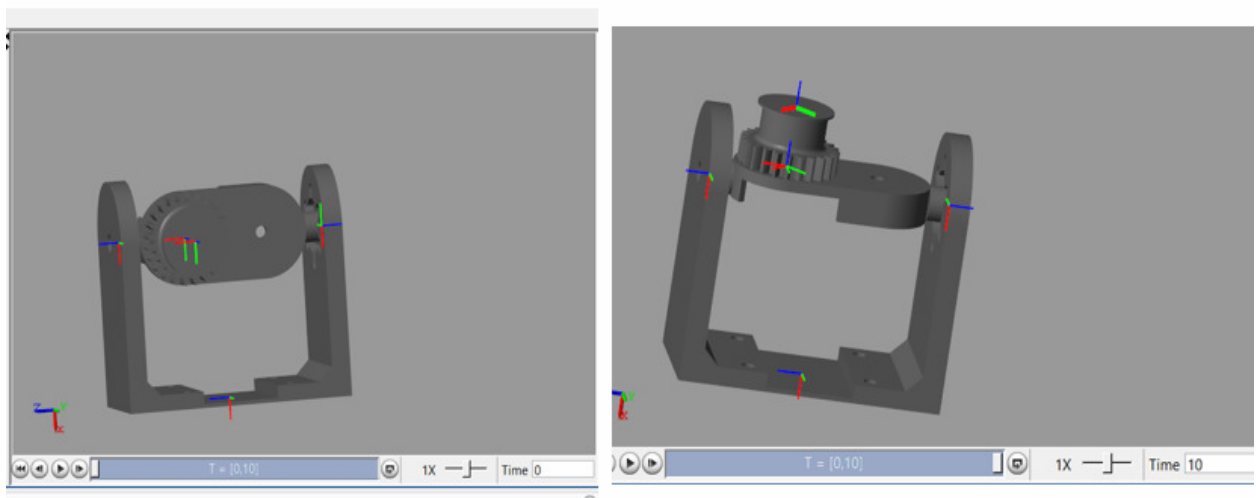 Z Y
X
T = [0,10]
1X
Time 0
Y
X
T = [0,10]
1X
Time 10